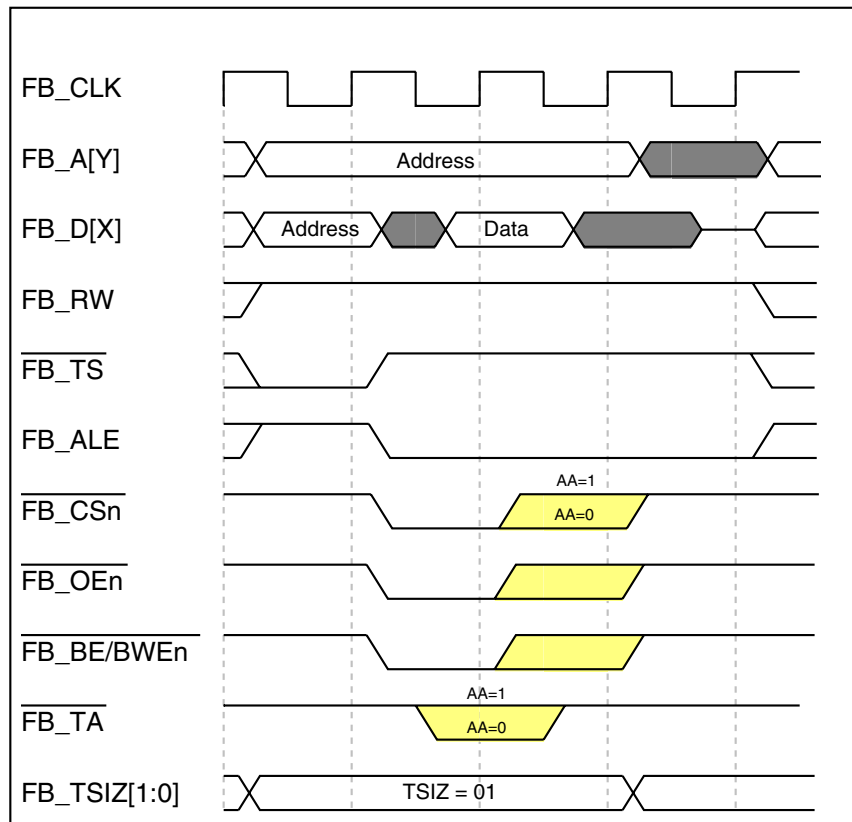 FB_CLK
FB_A[Y] Address
FB_D[X] Address Data
FB_RW
FB_TS
FB_ALE
AA=1
FB_CSn AA=0
FB_OEn
FB_BE/BWEn
AA=1
FB_TA AA=0
FB_TSIZ[1:0] TSIZ = 01